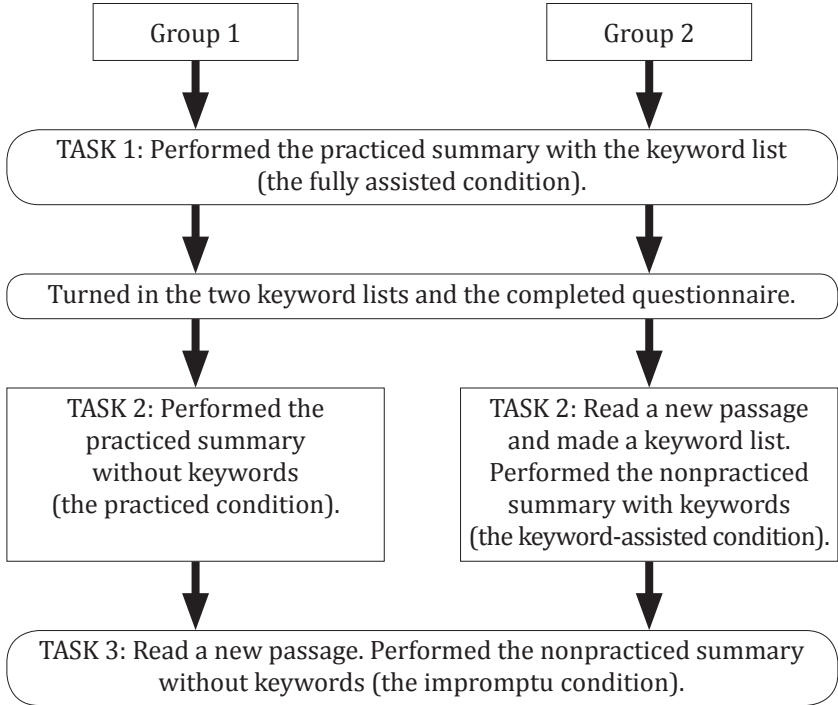 Group 1
Group 2
TASK 1: Performed the practiced summary with the keyword list
(the fully assisted condition).
Turned in the two keyword lists and the completed questionnaire.
TASK 2: Performed the
practiced summary
without keywords
(the practiced condition).
TASK 2: Read a new passage
and made a keyword list.
Performed the nonpracticed
summary with keywords
(the keyword-assisted condition).
TASK 3: Read a new passage. Performed the nonpracticed summary
without keywords (the impromptu condition).